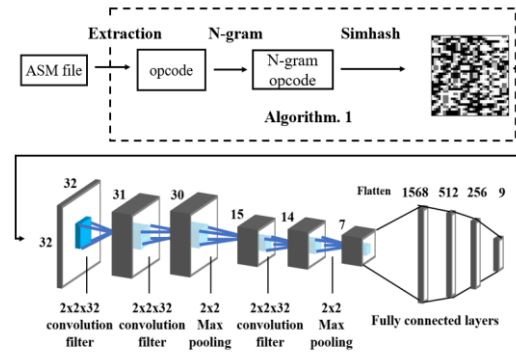 Extraction
N-gram
Simhash
ASM file
opcode
N-gram
opcode
Algorithm. 1
32
31
30
15
14
7
Flatten
1568
512
256
9
32
2x2x32
convolution
filter
2x2x32
convolution
filter
2x2
Max
pooling
2x2x32
convolution
filter
2x2
Max
pooling
Fully connected layers